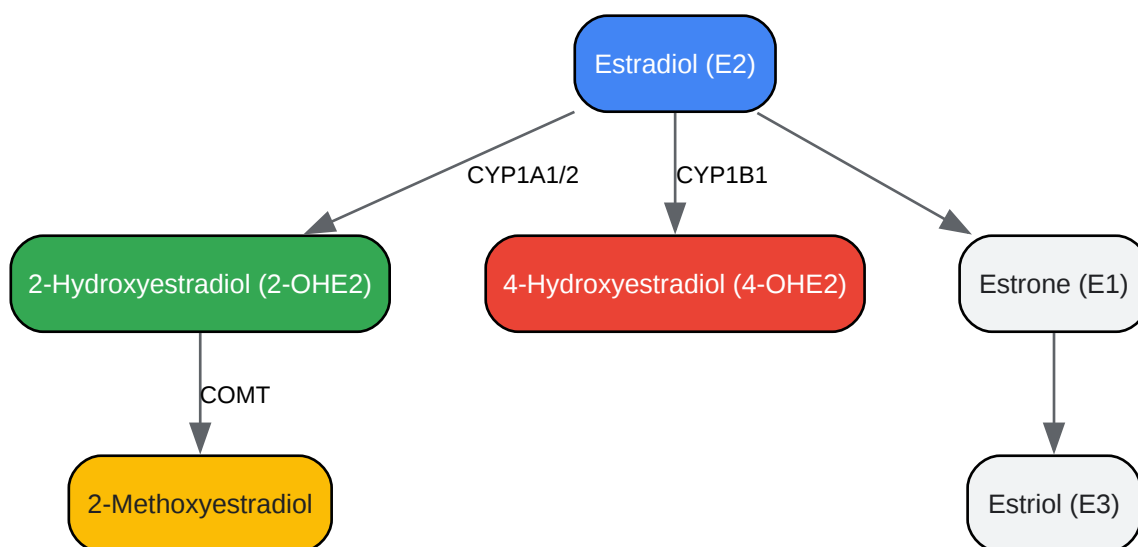 Estradiol (E2)
CYP1A1/2
CYP1B1
2-Hydroxyestradiol (2-OHE2)
4-Hydroxyestradiol (4-OHE2)
Estrone (E1)
COMT
2-Methoxyestradiol
Estriol (E3)